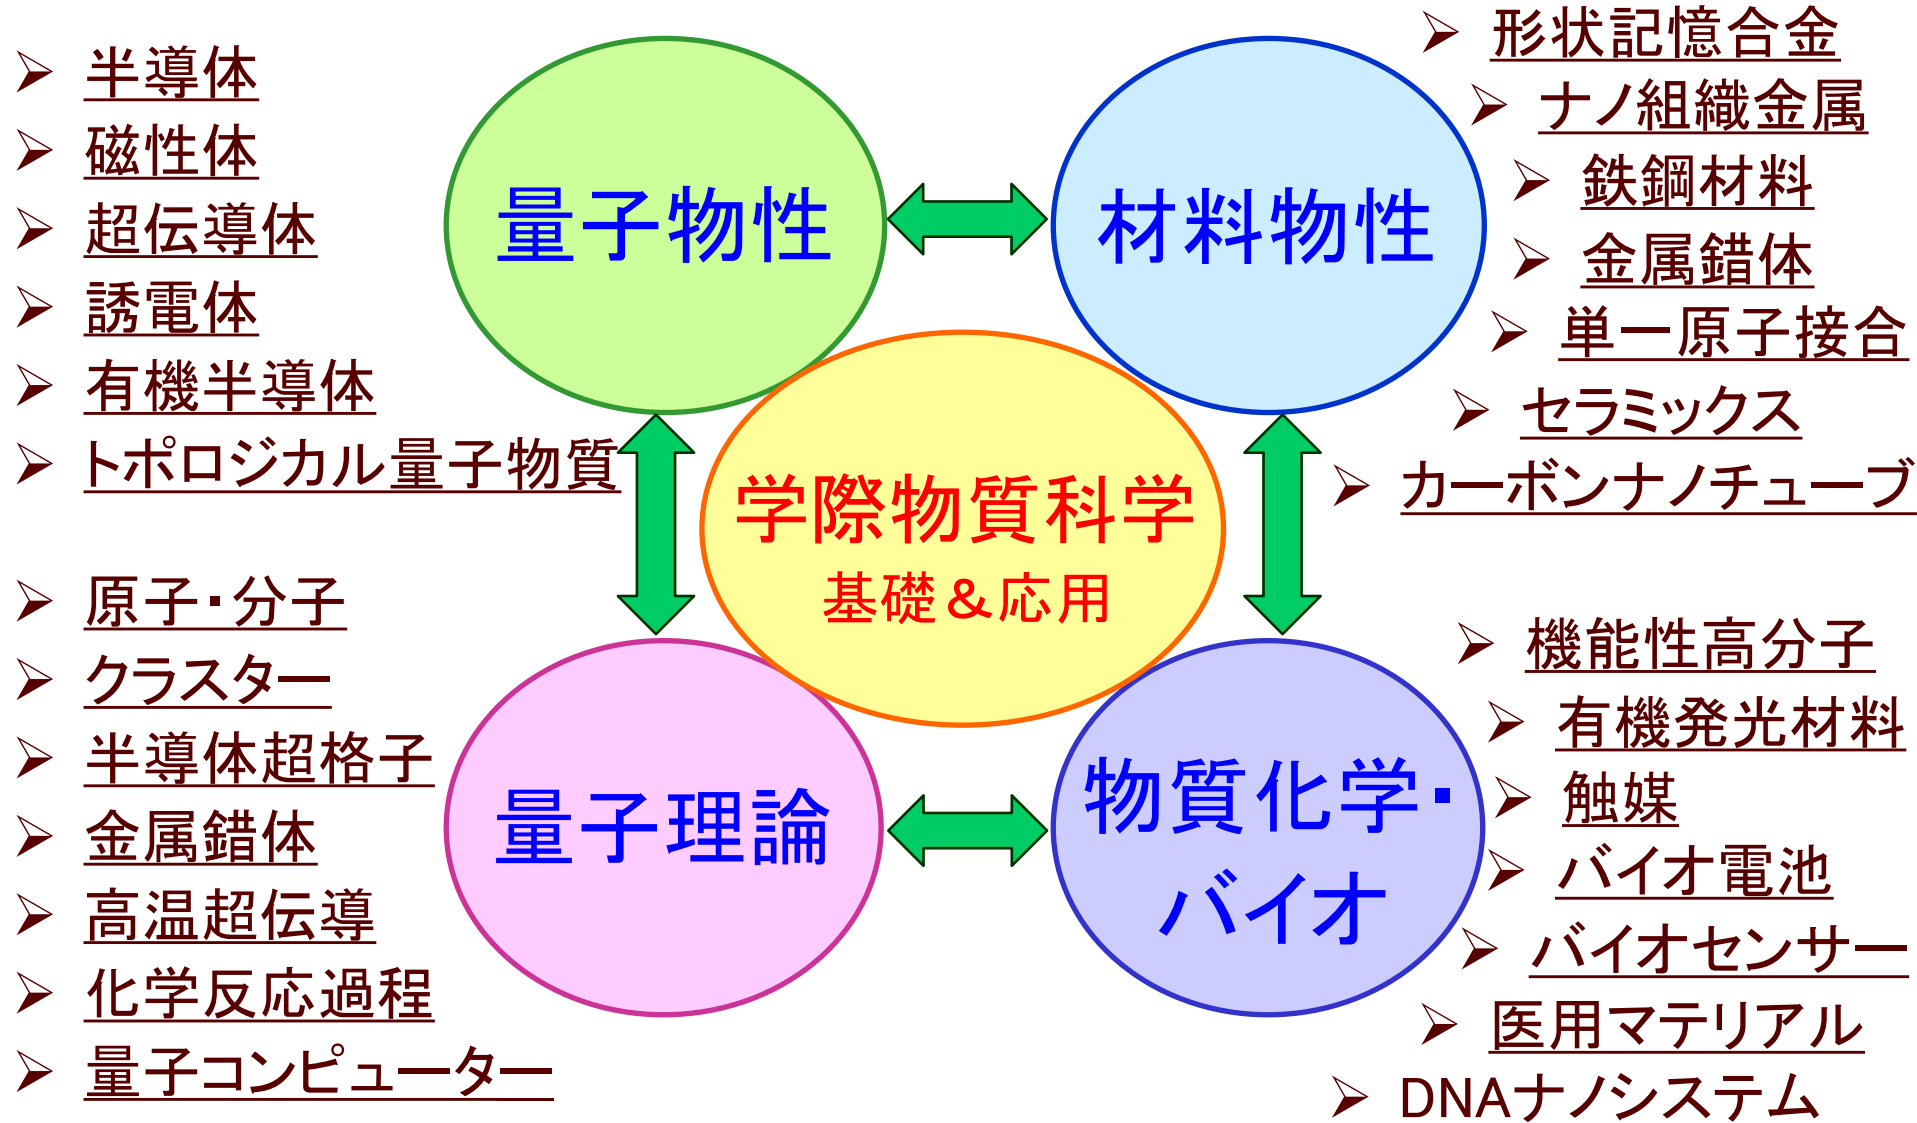 半導体
磁性体
超伝導体
誘電体
有機半導体
トポロジカル量子物質
量子物性
材料物性
形状記憶合金
ナノ組織金属
鉄鋼材料
金属錯体
単一原子接合
セラミックス
カーボンナノチューブ
学際物質科学
基礎&応用
原子・分子
クラスター
半導体超格子
金属錯体
高温超伝導
化学反応過程
量子コンピューター
量子理論
物質化学・
バイオ
機能性高分子
有機発光材料
触媒
バイオ電池
バイオセンサー
医用マテリアル
DNAナノシステム